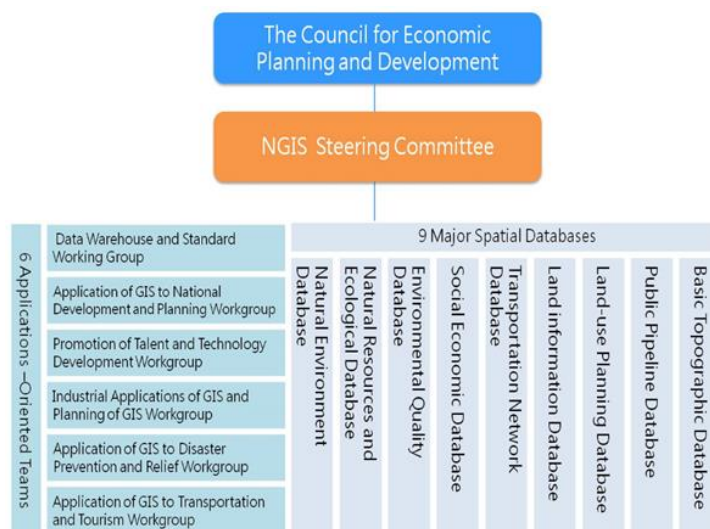 The Council for Economic
Planning and Development
NGIS Steering Committee
6 Applications –Oriented Teams
Data Warehouse and Standard
Working Group
Application of GIS to National
Development and Planning Workgroup
Promotion of Talent and Technology
Development Workgroup
Industrial Applications of GIS and
Planning of GIS Workgroup
Application of GIS to Disaster
Prevention and Relief Workgroup
Application of GIS to Transportation
and Tourism Workgroup
9 Major Spatial Databases
Natural Environment
Database
Natural Resources and
Ecological Database
Environmental Quality
Database
Social Economic Database
Transportation Network
Database
Land information Database
Land-use Planning Database
Public Pipeline Database
Basic Topographic Database